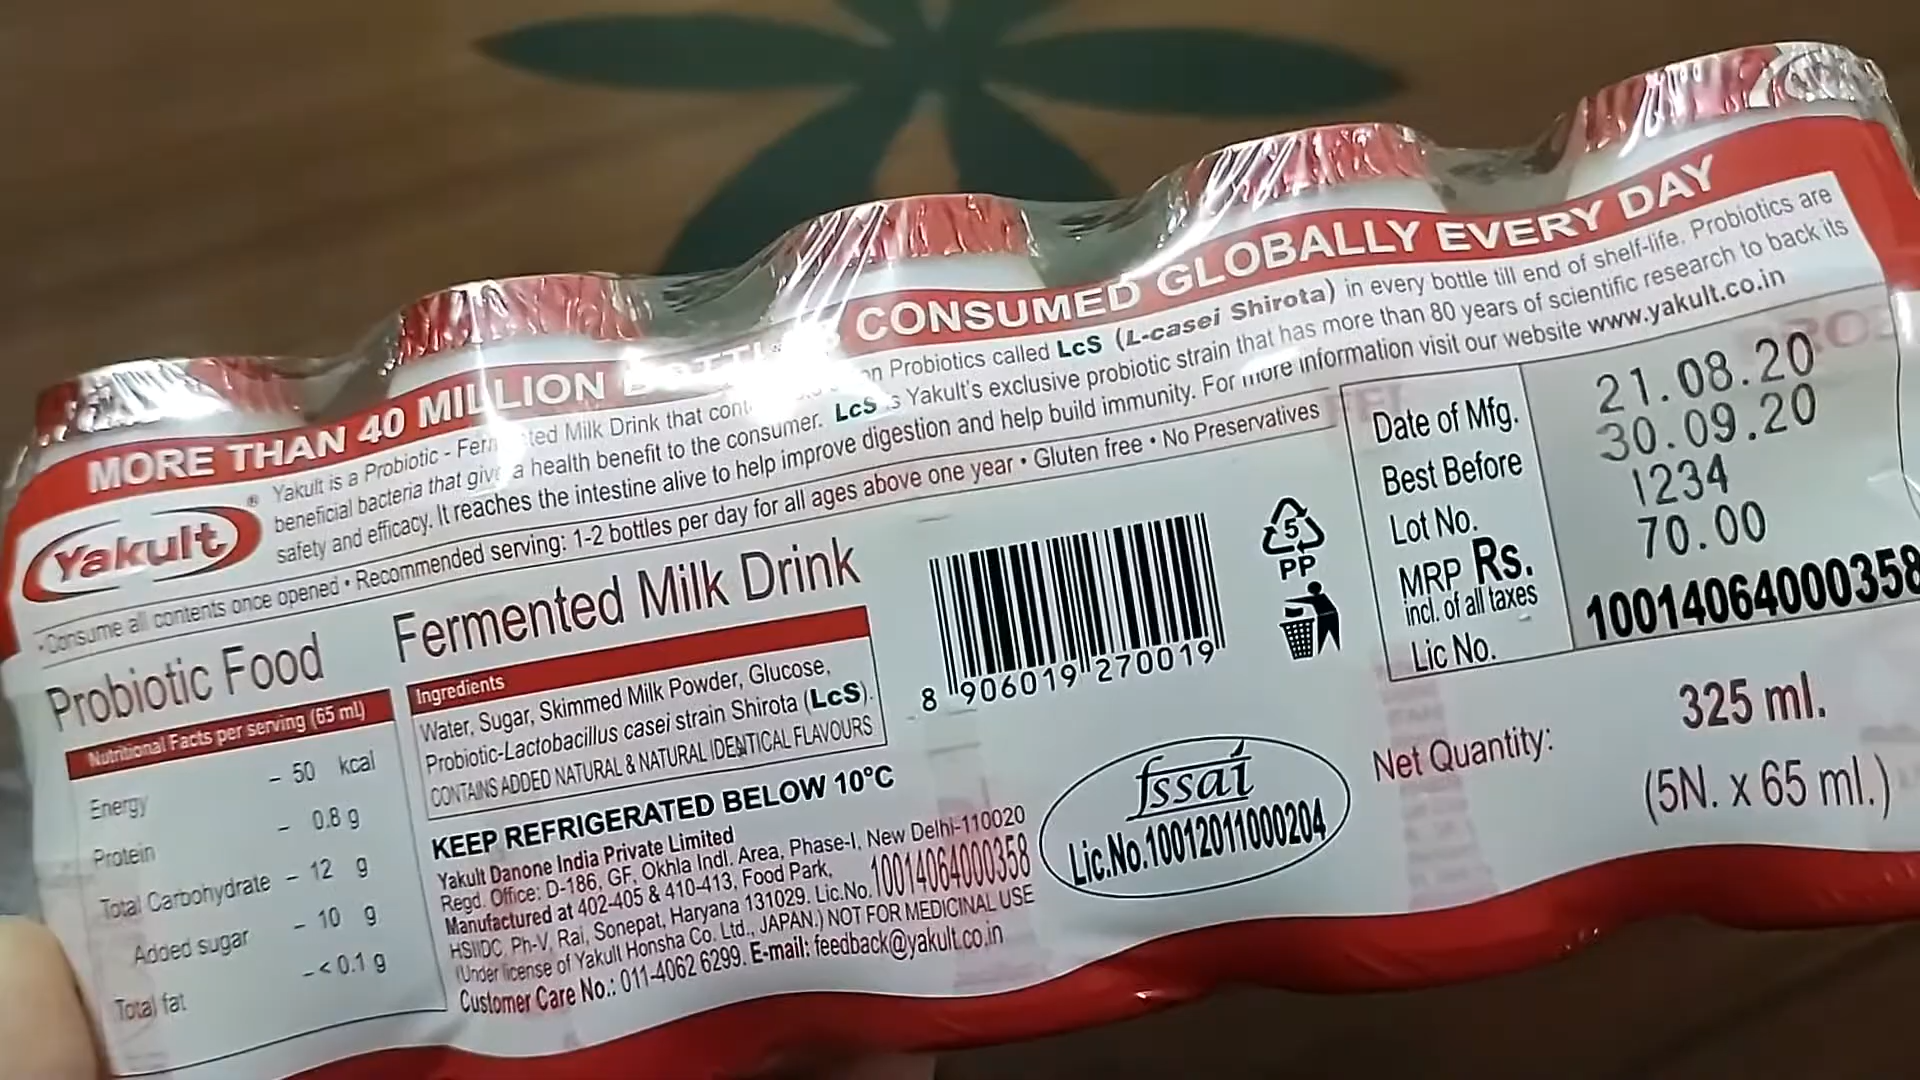 MORE THAN 40 MILLION BOTTLES CONSUMED GLOBALLY EVERY DAY
Yakult®
Yakult is a Probiotic - Fermented Milk Drink that on Probiotics called LcS (L-casei Shirota) in every bottle till end of shelf-life. Probiotics are
beneficial bacteria that give a health benefit to the consumer. LcS is Yakult's exclusive probiotic strain that has more than 80 years of scientific research to back its
safety and efficacy. It reaches the intestine alive to help improve digestion and help build immunity. For more information visit our website www.yakult.co.in
• Consume all contents once opened • Recommended serving: 1-2 bottles per day for all ages above one year • Gluten free • No Preservatives
Probiotic Food
Nutritional Facts per serving (65 ml)
Energy - 50 kcal
Protein - 0.8 g
Total Carbohydrate - 12 g
Added sugar - 10 g
Total fat - < 0.1 g
Fermented Milk Drink
Ingredients
Water, Sugar, Skimmed Milk Powder, Glucose,
Probiotic-Lactobacillus casei strain Shirota (LcS).
CONTAINS ADDED NATURAL & NATURAL IDENTICAL FLAVOURS
KEEP REFRIGERATED BELOW 10°C
Yakult Danone India Private Limited
Regd. Office: D-186, GF, Okhla Indl. Area, Phase-I, New Delhi-110020
Manufactured at 402-405 & 410-413, Food Park,
HSIIDC, Ph-V, Rai, Sonepat, Haryana 131029. Lic.No. 10014064000358
(Under license of Yakult Honsha Co. Ltd., JAPAN.) NOT FOR MEDICINAL USE
Customer Care No.: 011-4062 6299. E-mail: feedback@yakult.co.in
8 906019 270019
5
PP
fssai
Lic.No.10012011000204
Date of Mfg. 21.08.20
Best Before 30.09.20
Lot No. 1234
MRP Rs. 70.00
incl. of all taxes
Lic No. 10014064000358
Net Quantity: 325 ml.
(5N. x 65 ml.)